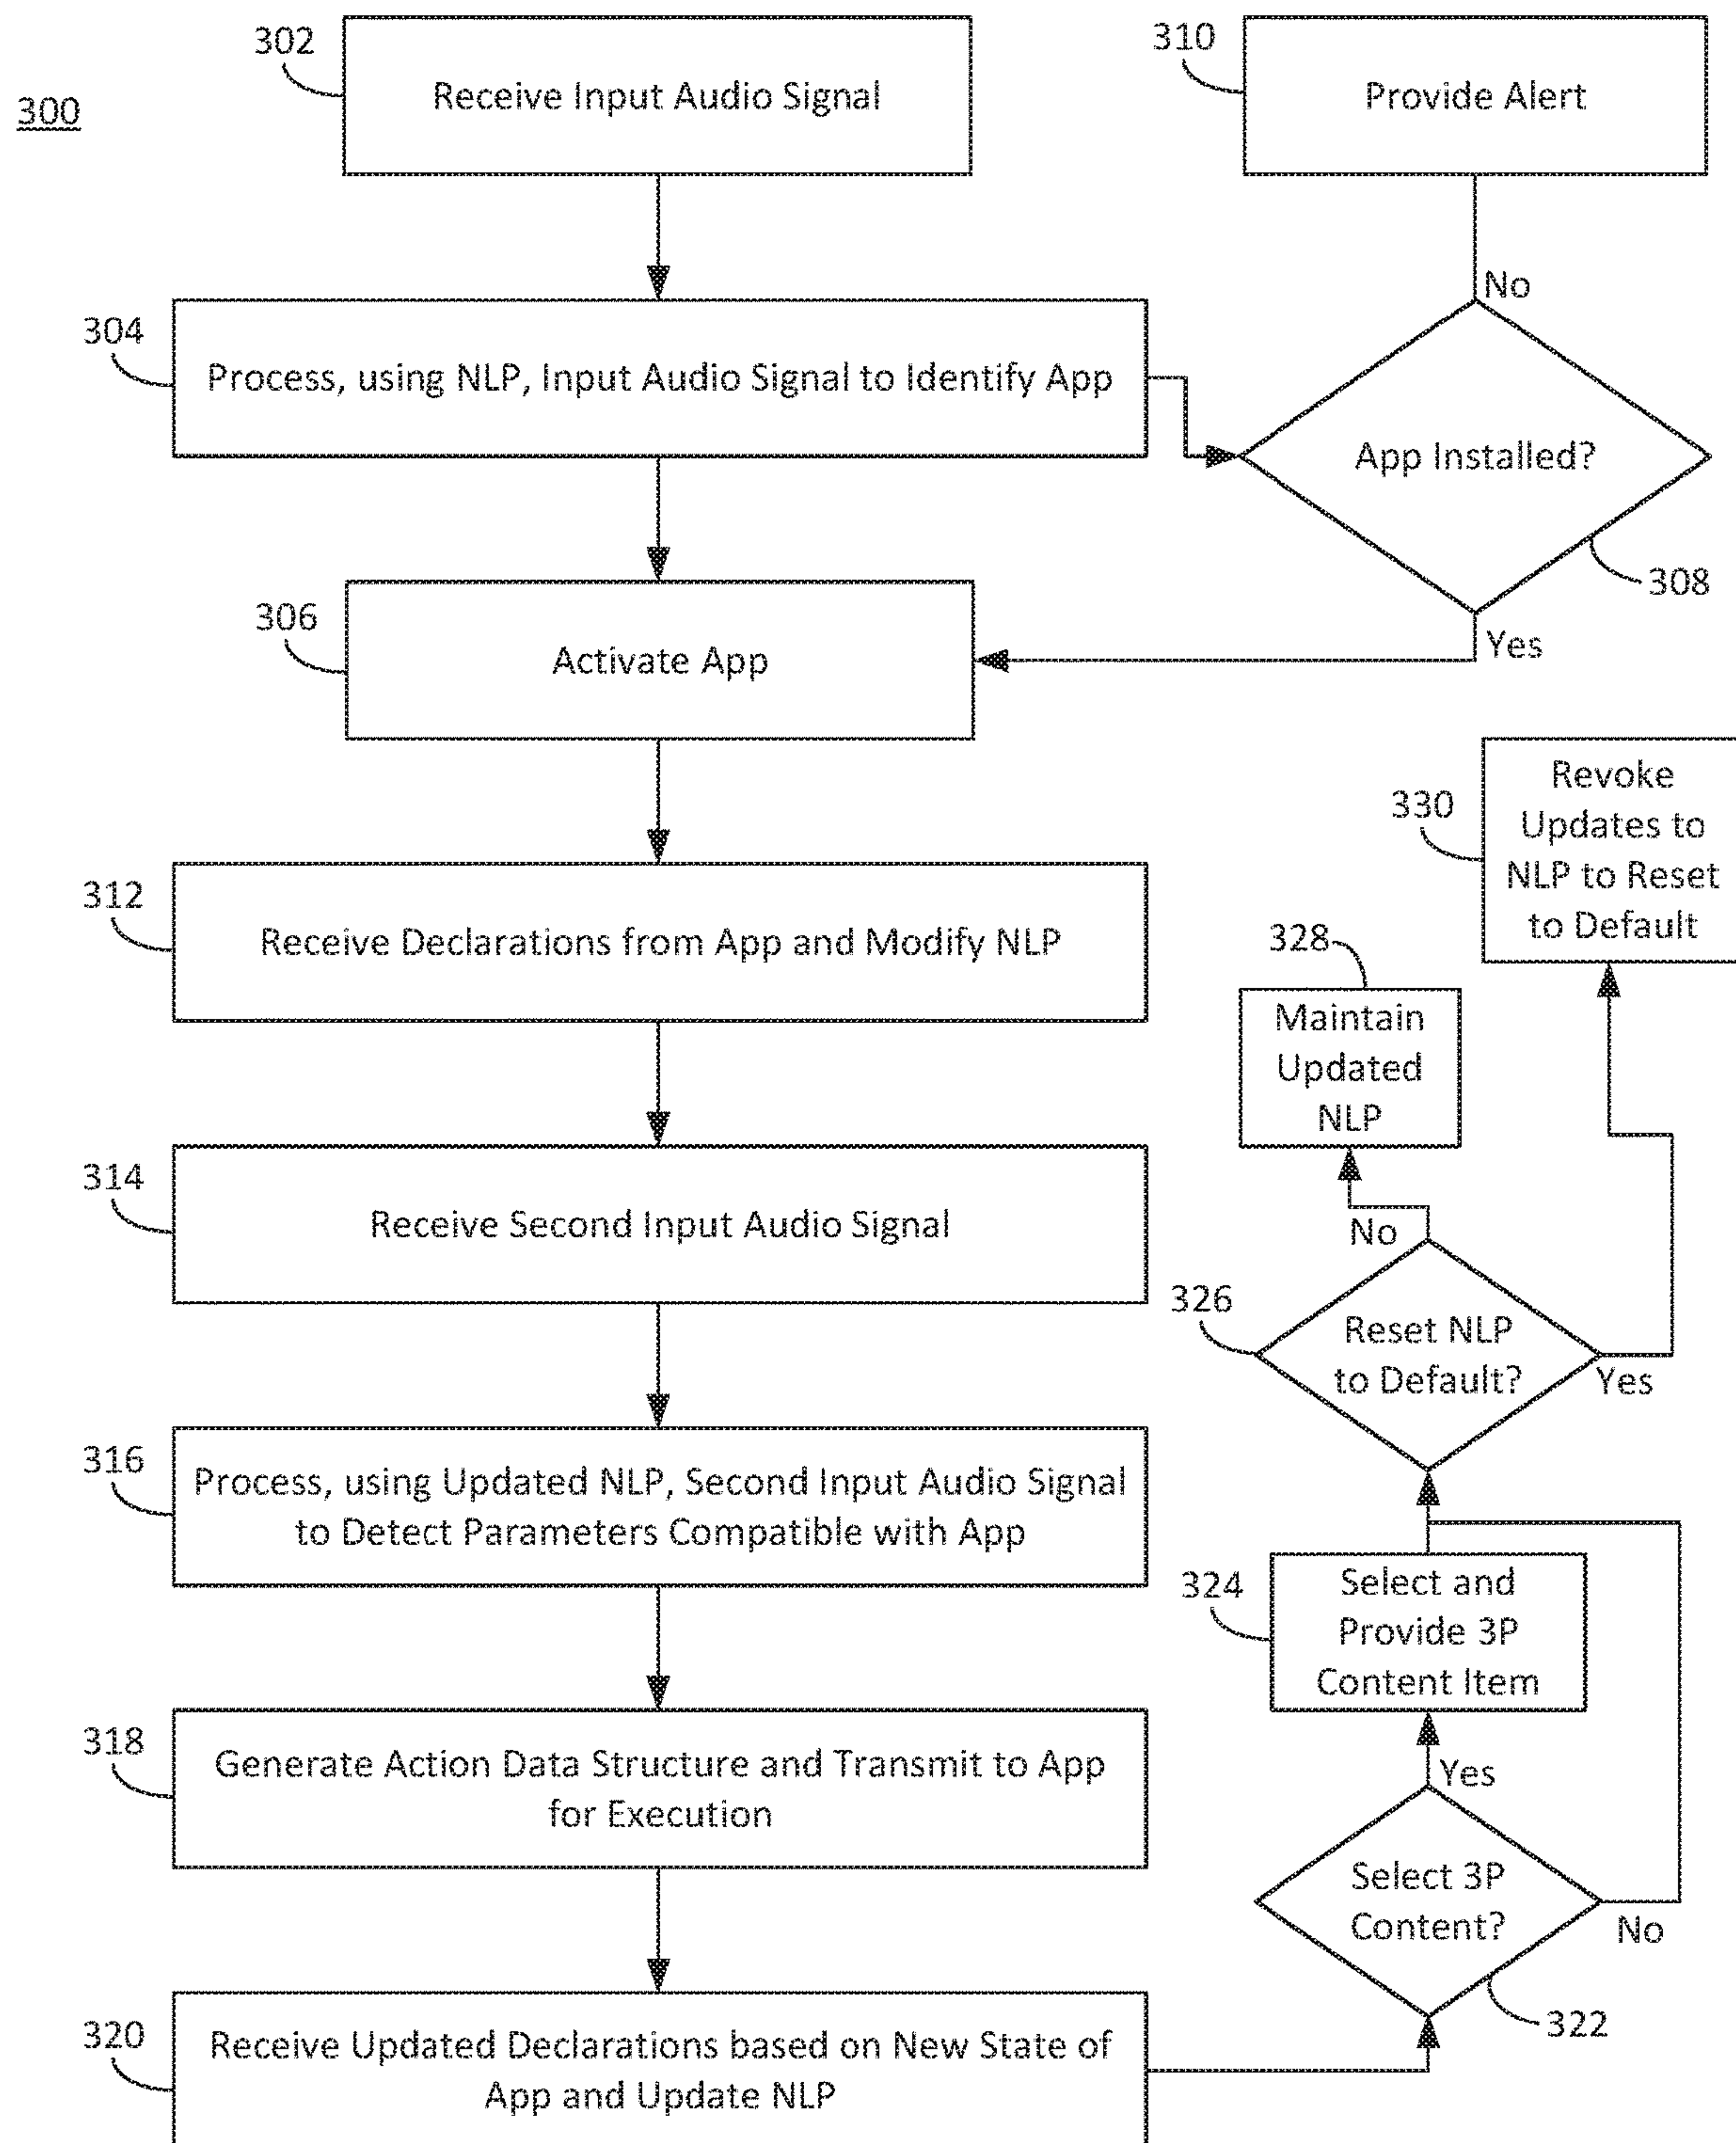 300
302
Receive Input Audio Signal
310
Provide Alert
304
Process, using NLP, Input Audio Signal to Identify App
No
App Installed?
308
Yes
306
Activate App
312
Receive Declarations from App and Modify NLP
314
Receive Second Input Audio Signal
316
Process, using Updated NLP, Second Input Audio Signal
to Detect Parameters Compatible with App
318
Generate Action Data Structure and Transmit to App
for Execution
320
Receive Updated Declarations based on New State of
App and Update NLP
322
Select 3P
Content?
No
Yes
324
Select and
Provide 3P
Content Item
326
Reset NLP
to Default?
No
Yes
328
Maintain
Updated
NLP
330
Revoke
Updates to
NLP to Reset
to Default